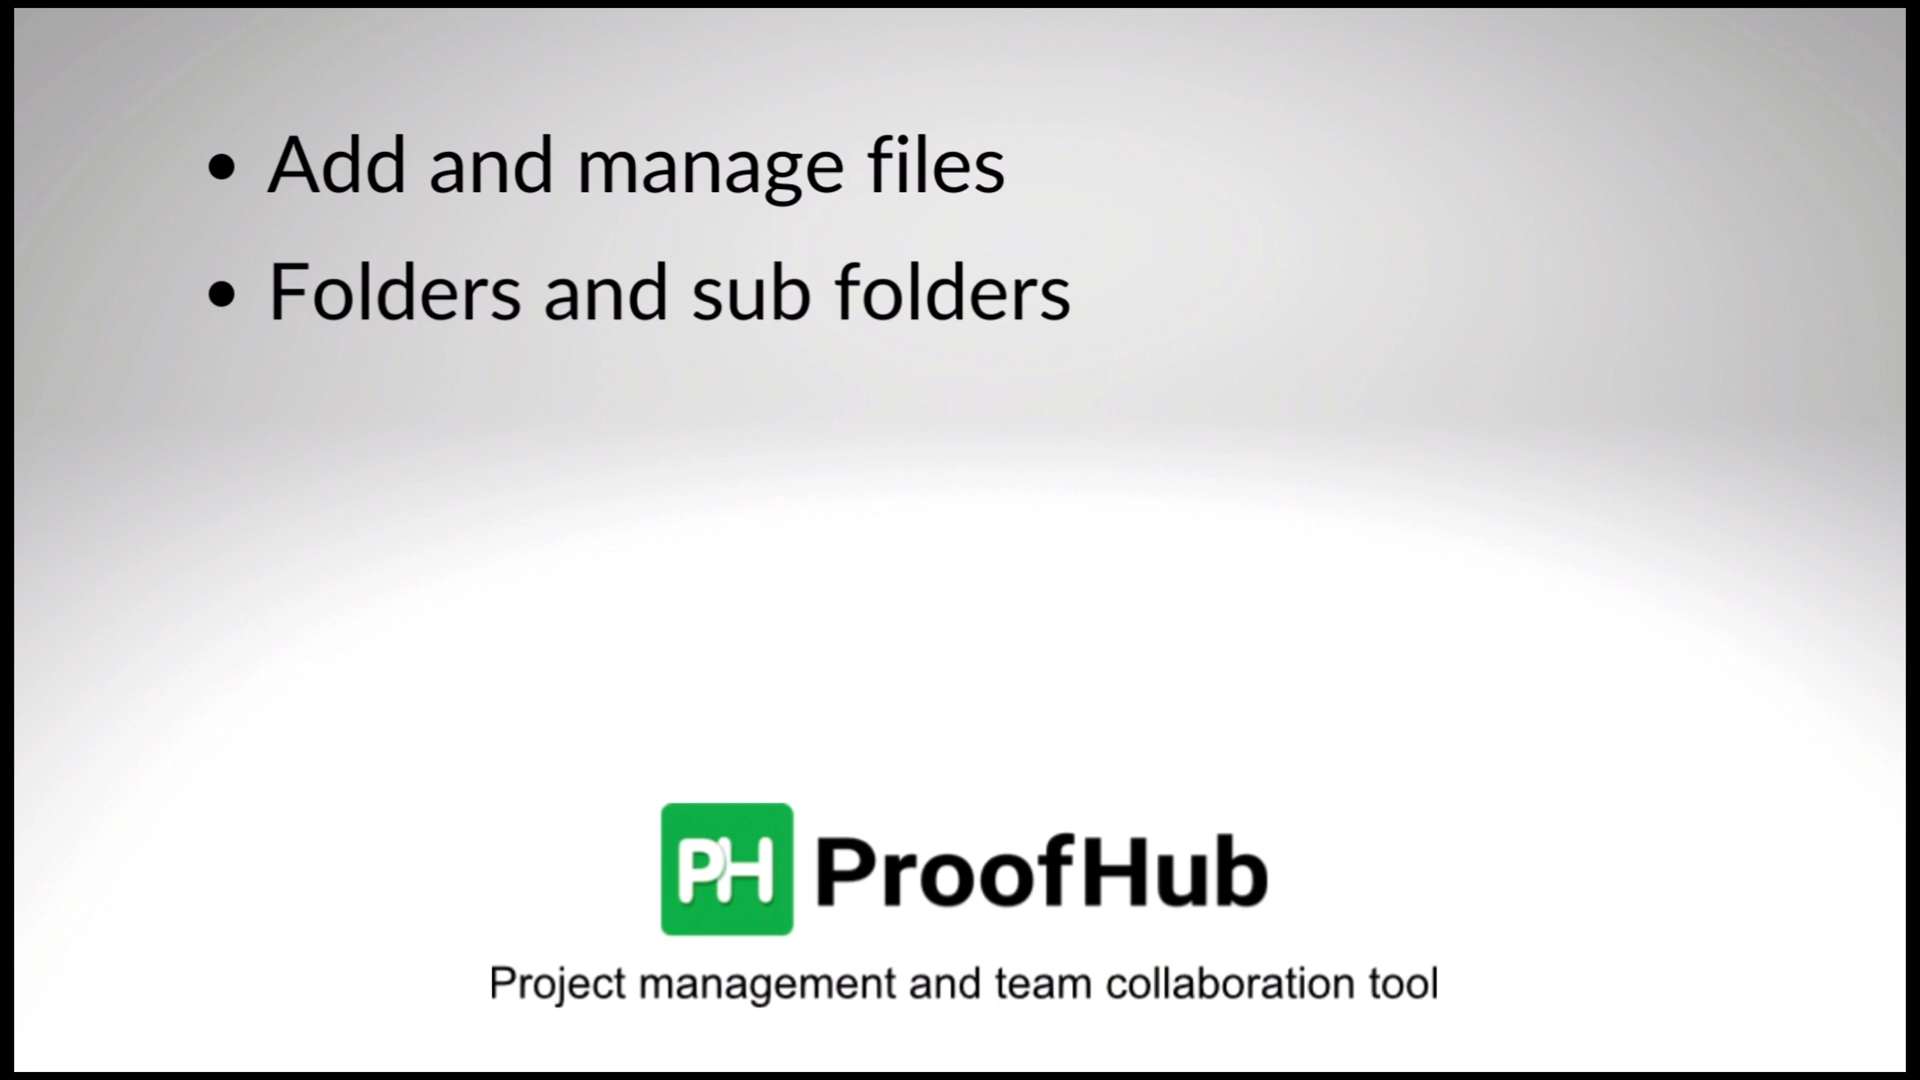 • Add and manage files
• Folders and sub folders
PH ProofHub
Project management and team collaboration tool